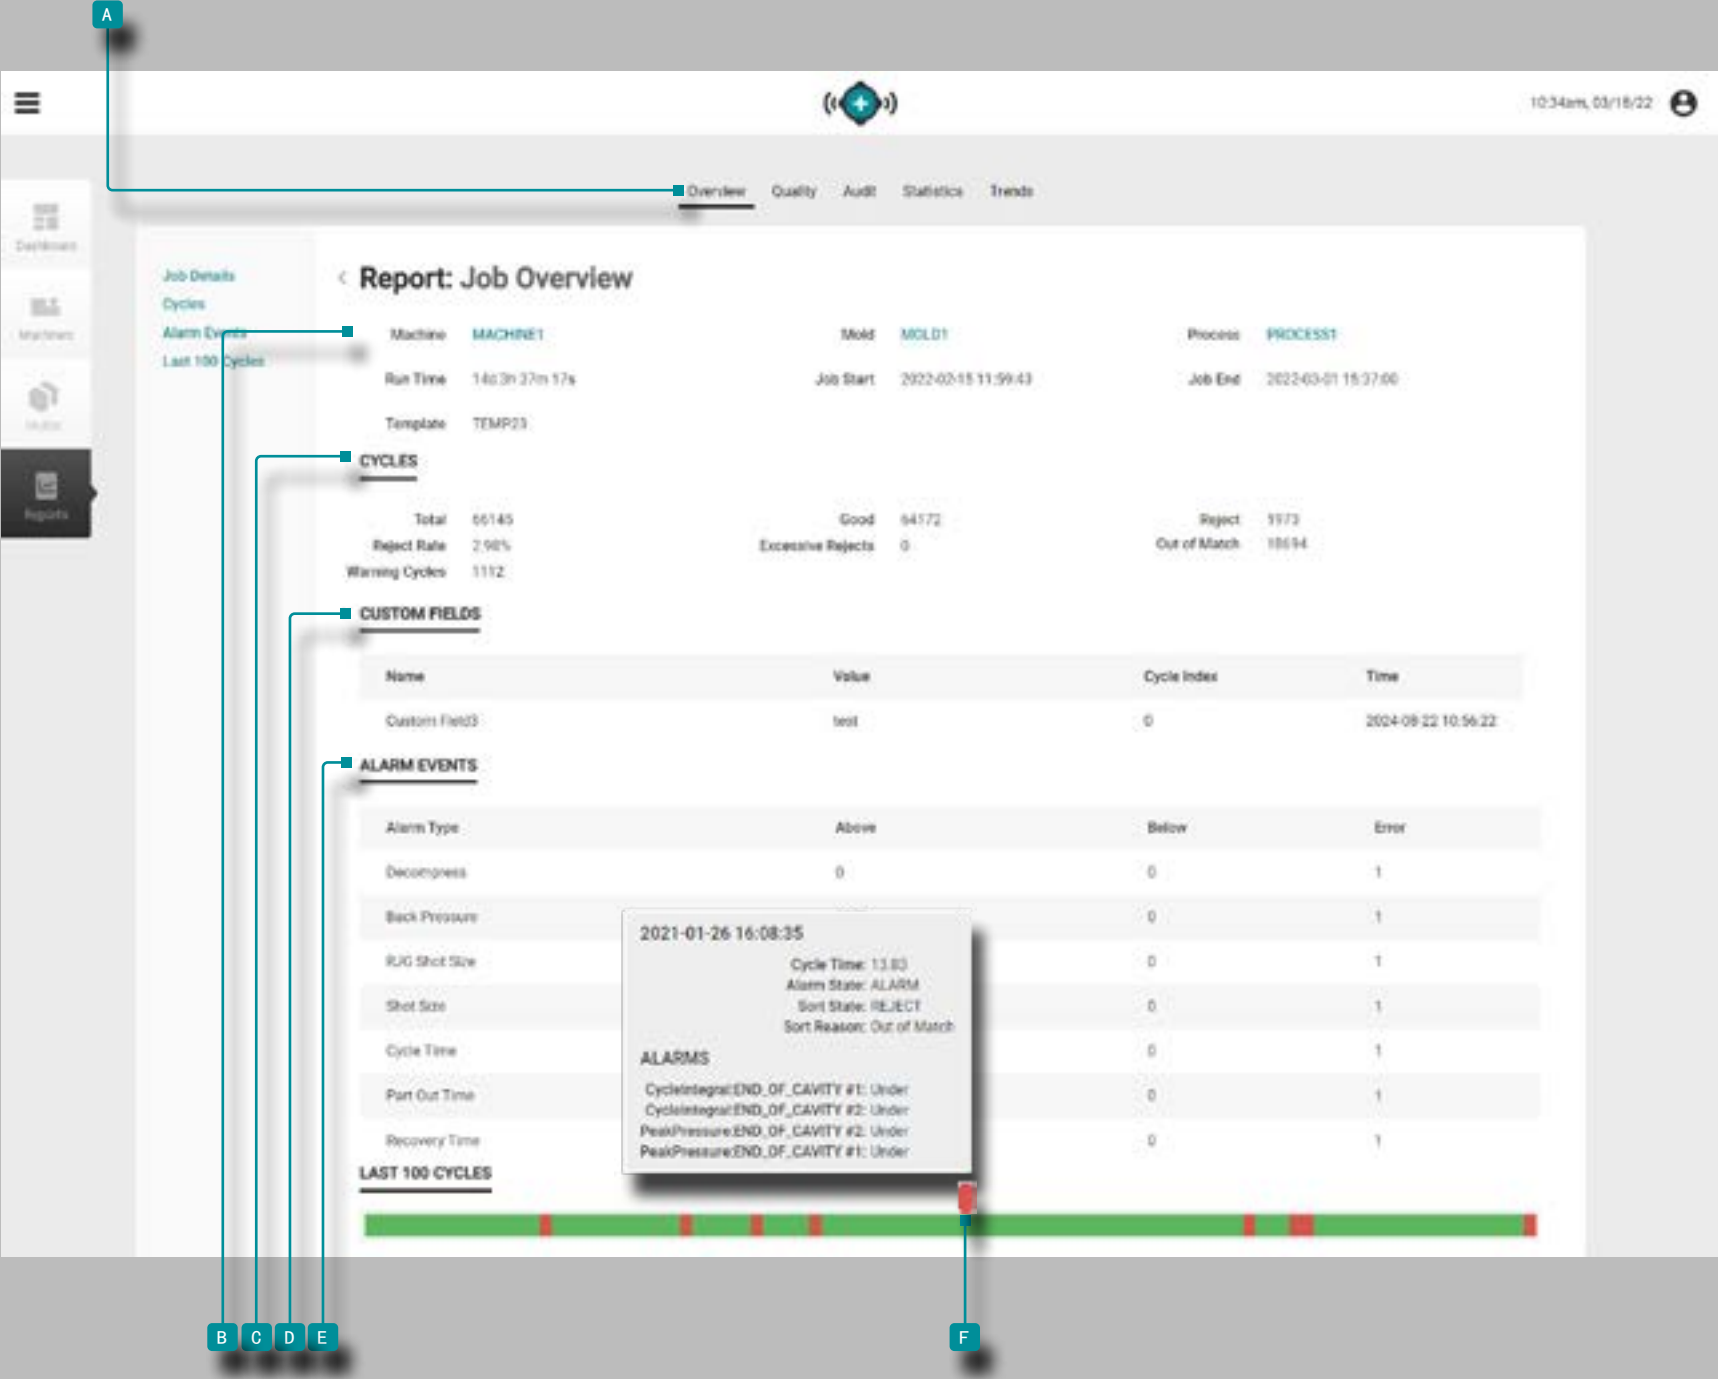 A
10:34am, 03/18/22
Overview Quality Audit Statistics Trends
Dashboard
Machines
Reports
Job Details
Cycles
Alarm Events
Last 100 Cycles
< Report: Job Overview
Machine MACHINE1 Mold MOLD1 Process PROCESS1
Run Time 14d 3h 37m 17s Job Start 2022-02-15 11:59:43 Job End 2022-03-01 15:37:00
Template TEMP23
CYCLES
Total 66145 Good 64172 Reject 1973
Reject Rate 2.98% Excessive Rejects 0 Out of Match 18694
Warning Cycles 1112
CUSTOM FIELDS
Name Value Cycle Index Time
Custom Field3 test 0 2024-08-22 10:56:22
ALARM EVENTS
Alarm Type Above Below Error
Decompress 0 0 1
Back Pressure 0 1
RJG Shot Size 0 1
Shot Size 0 1
Cycle Time 0 1
Part Out Time 0 1
Recovery Time 0 1
2021-01-26 16:08:35
Cycle Time: 13.83
Alarm State: ALARM
Sort State: REJECT
Sort Reason: Out of Match
ALARMS
CycleIntegral:END_OF_CAVITY #1: Under
CycleIntegral:END_OF_CAVITY #2: Under
PeakPressure:END_OF_CAVITY #2: Under
PeakPressure:END_OF_CAVITY #1: Under
LAST 100 CYCLES
B C D E F